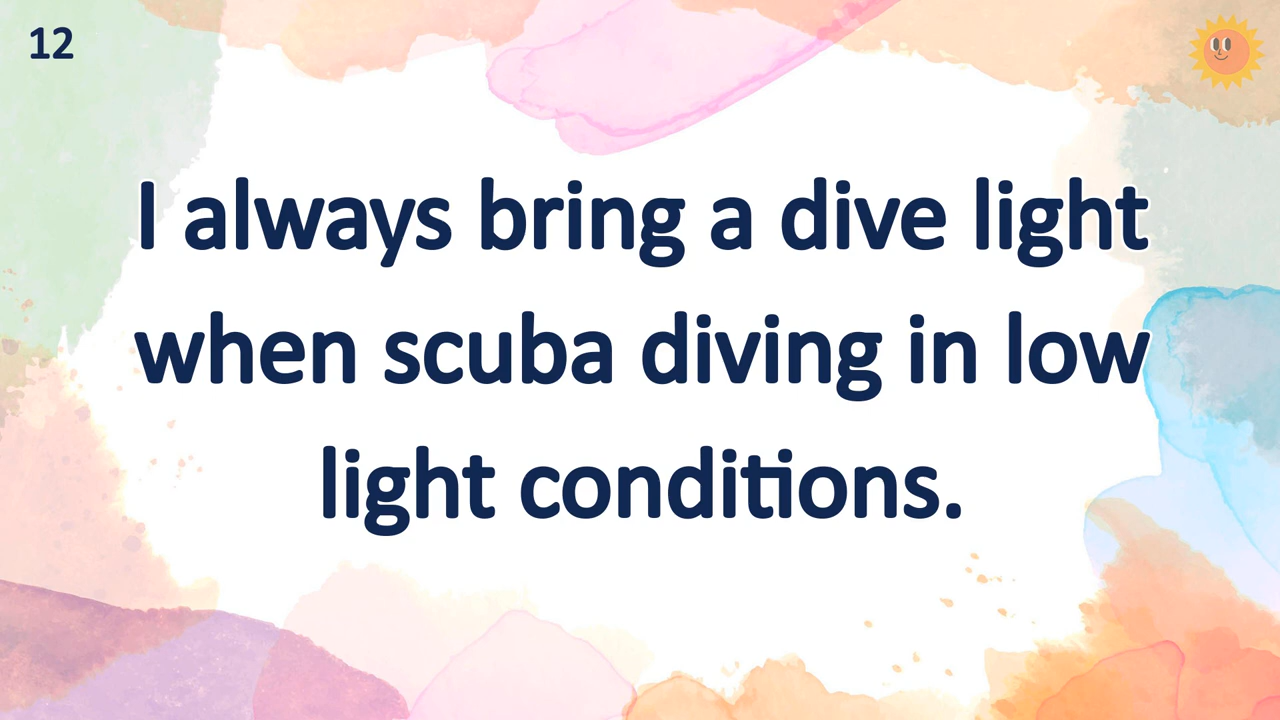 12
I always bring a dive light
when scuba diving in low
light conditions.